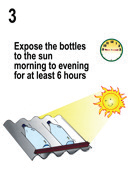 3
Expose the bottles
to the sun
morning to evening
for at least 6 hours